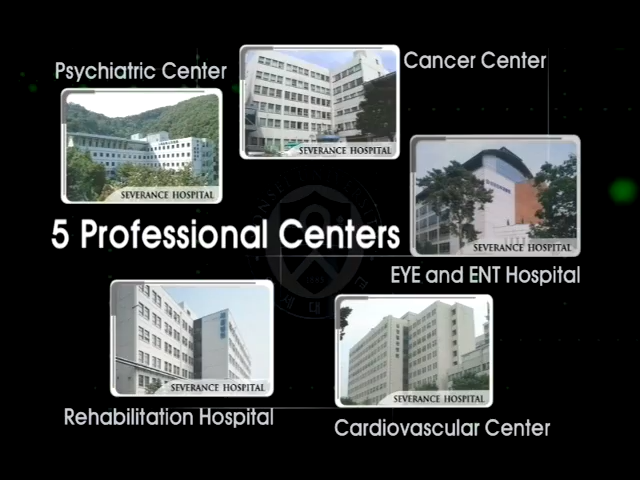 Psychiatric Center
Cancer Center
SEVERANCE HOSPITAL
SEVERANCE HOSPITAL
5 Professional Centers
SEVERANCE HOSPITAL
EYE and ENT Hospital
SEVERANCE HOSPITAL
SEVERANCE HOSPITAL
Rehabilitation Hospital
Cardiovascular Center